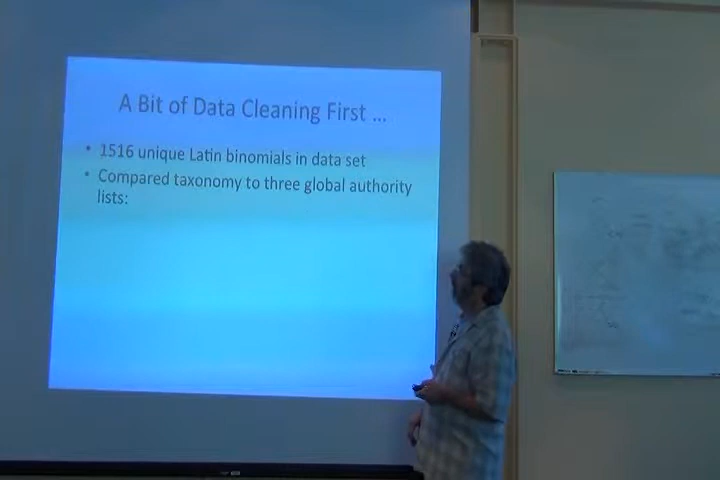 A Bit of Data Cleaning First ...
• 1516 unique Latin binomials in data set
• Compared taxonomy to three global authority
lists: